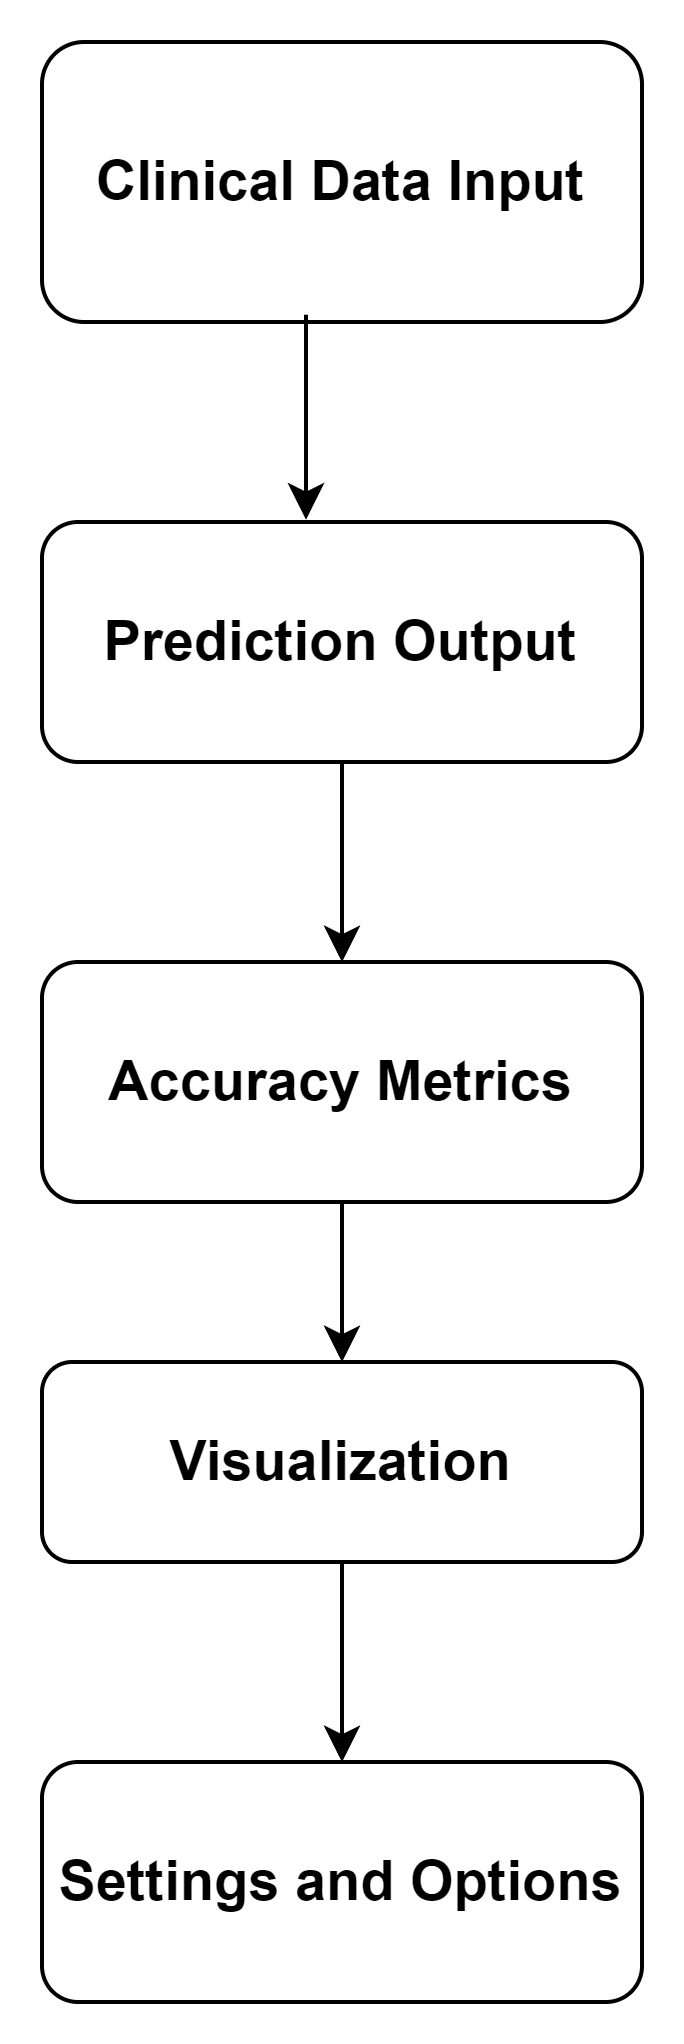 Clinical Data Input
Prediction Output
Accuracy Metrics
Visualization
Settings and Options